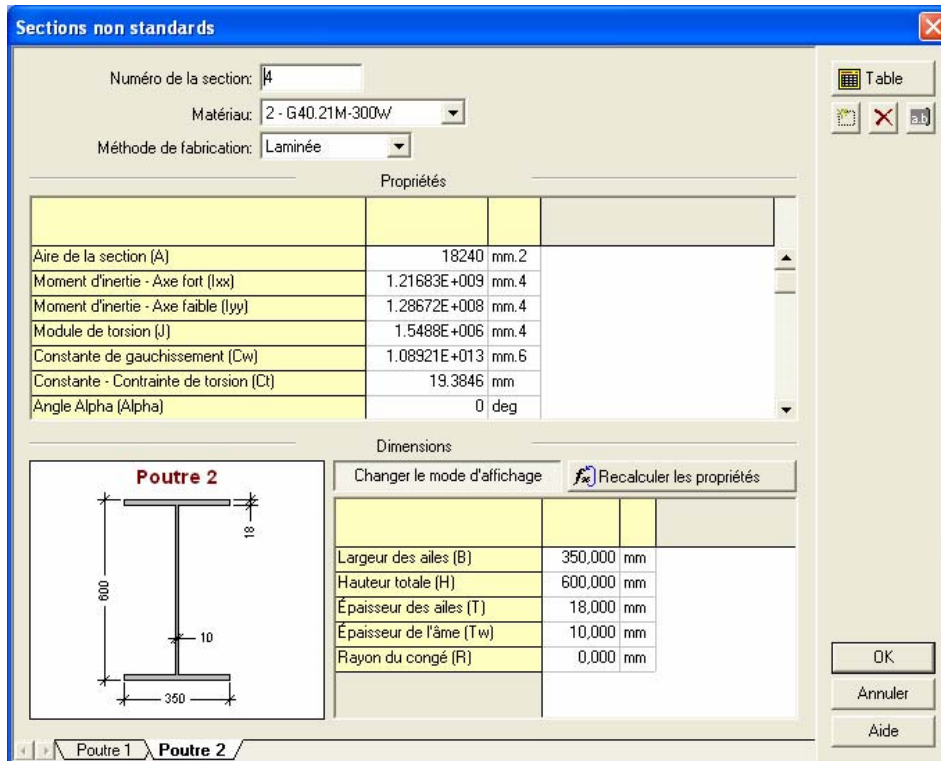 Sections non standards
Numéro de la section: 4
Table
Matériau: 2 - G40.21M-300W
a.b
Méthode de fabrication: Laminée
Propriétés
Aire de la section (A) 18240 mm.2
Moment d'inertie - Axe fort (Ixx) 1.21683E+009 mm.4
Moment d'inertie - Axe faible (Iyy) 1.28672E+008 mm.4
Module de torsion (J) 1.5488E+006 mm.4
Constante de gauchissement (Cw) 1.08921E+013 mm.6
Constante - Contrainte de torsion (Ct) 19.3846 mm
Angle Alpha (Alpha) 0 deg
Dimensions
Poutre 2
18
600
10
350
Changer le mode d'affichage
Recalculer les propriétés
Largeur des ailes (B) 350,000 mm
Hauteur totale (H) 600,000 mm
Épaisseur des ailes (T) 18,000 mm
Épaisseur de l'âme (Tw) 10,000 mm
Rayon du congé (R) 0,000 mm
OK
Annuler
Aide
Poutre 1 Poutre 2